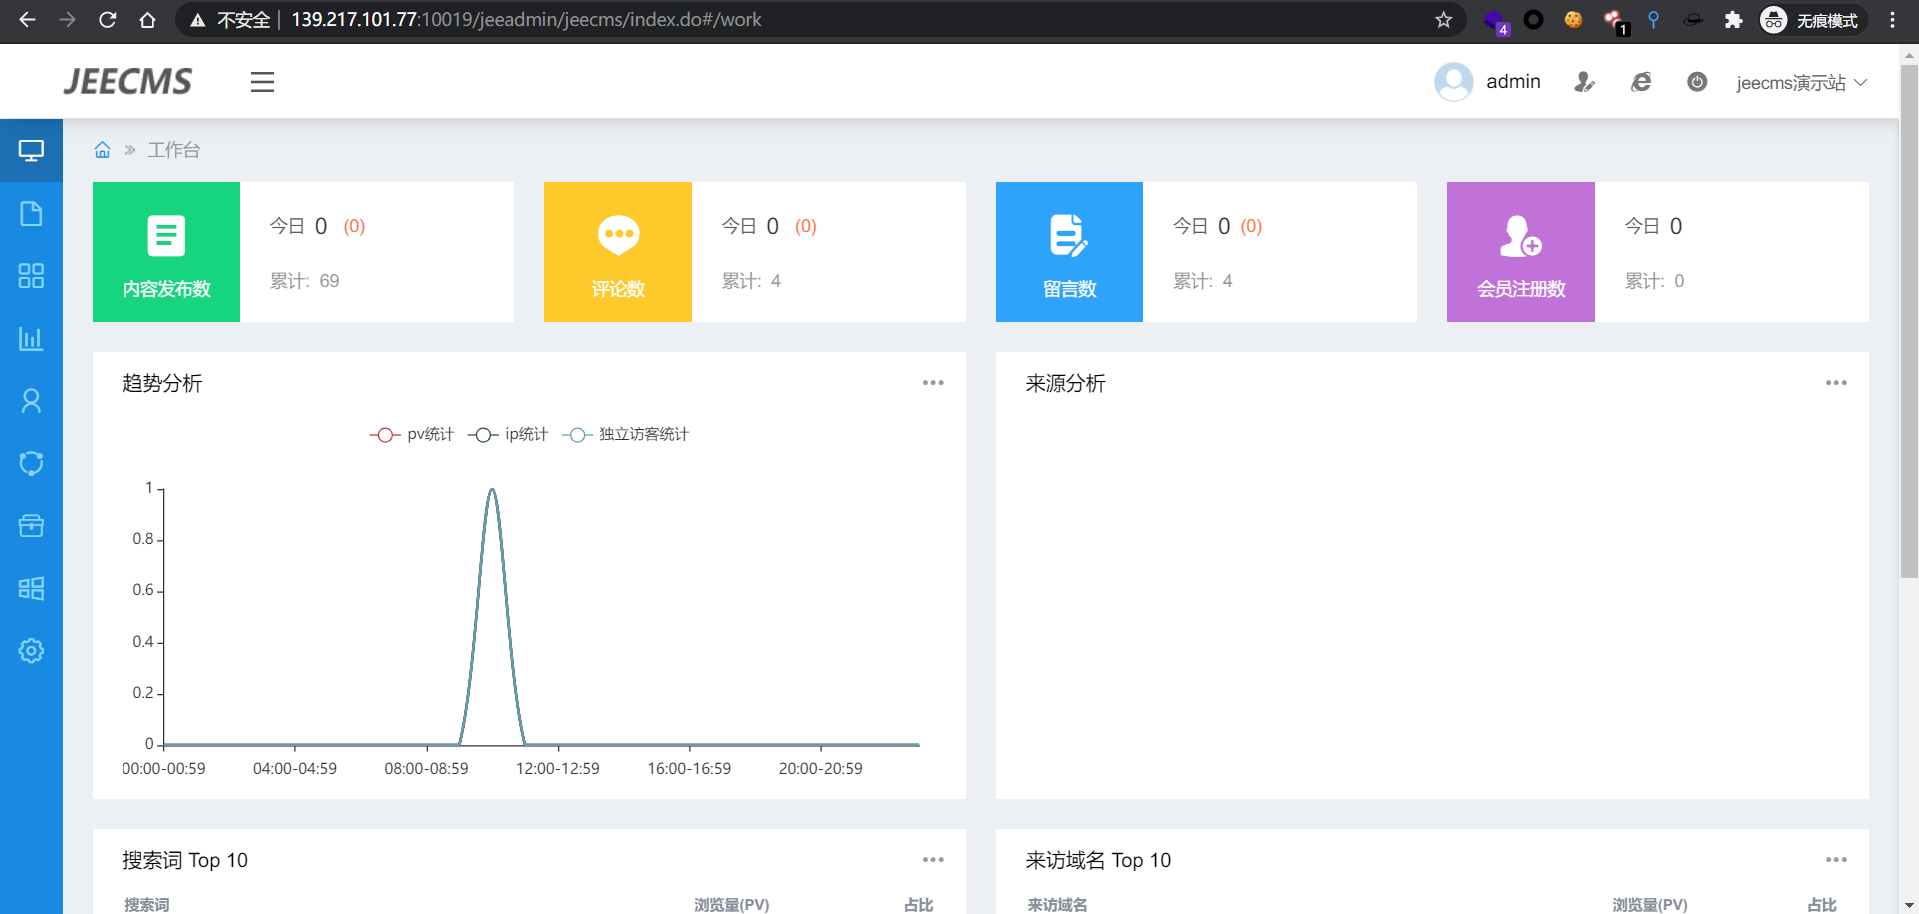 不安全 139.217.101.77:10019/jeeadmin/jeecms/index.do#/work
4
1
无痕模式
JEECMS
admin
jeecms演示站
工作台
内容发布数
今日 0 (0)
累计: 69
评论数
今日 0 (0)
累计: 4
留言数
今日 0 (0)
累计: 4
会员注册数
今日 0
累计: 0
趋势分析
pv统计 ip统计 独立访客统计
1
0.8
0.6
0.4
0.2
0
00:00-00:59 04:00-04:59 08:00-08:59 12:00-12:59 16:00-16:59 20:00-20:59
来源分析
搜索词 Top 10
搜索词 浏览量(PV) 占比
来访域名 Top 10
来访域名 浏览量(PV) 占比